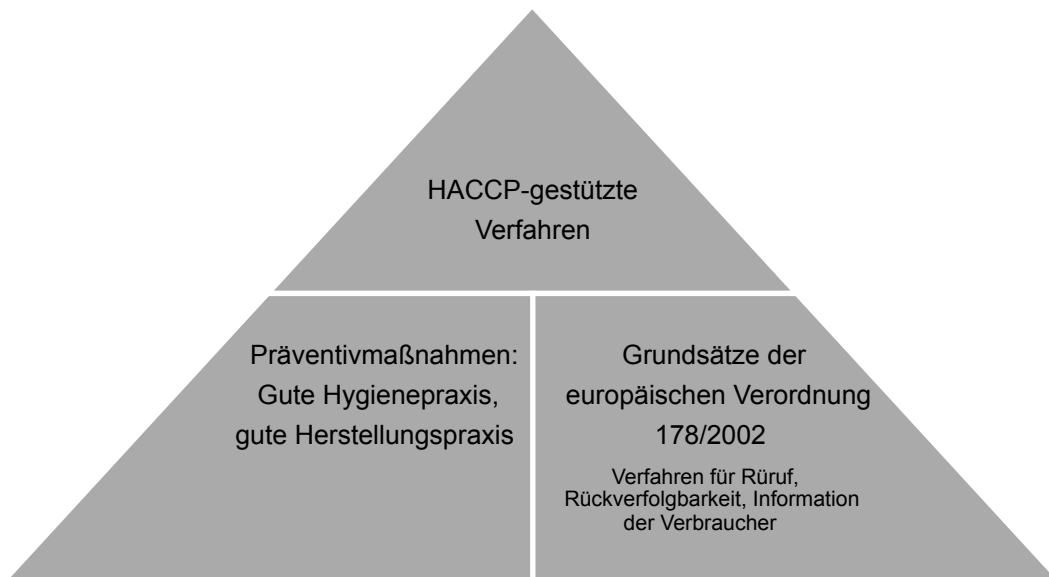 HACCP-gestützte
Verfahren
Präventivmaßnahmen:
Gute Hygienepraxis,
gute Herstellungspraxis
Grundsätze der
europäischen Verordnung
178/2002
Verfahren für Rüruf,
Rückverfolgbarkeit, Information
der Verbraucher